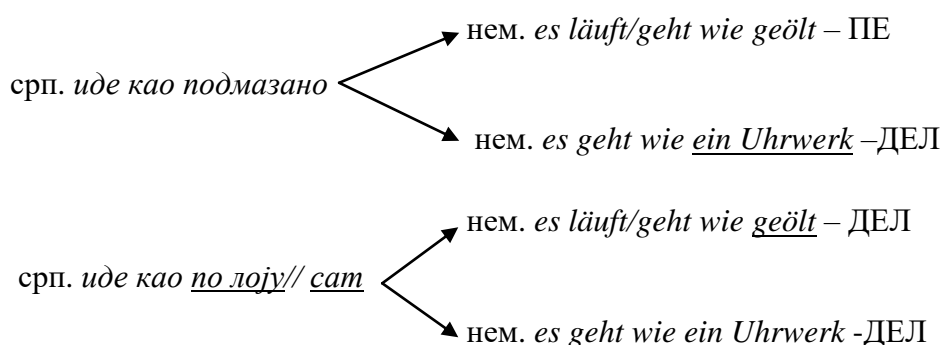 нем. es läuft/geht wie geölt – ПЕ
срп. иде као подмазано
нем. es geht wie ein Uhrwerk –ДЕЛ
нем. es läuft/geht wie geölt – ДЕЛ
срп. иде као по лоју// сат
нем. es geht wie ein Uhrwerk -ДЕЛ